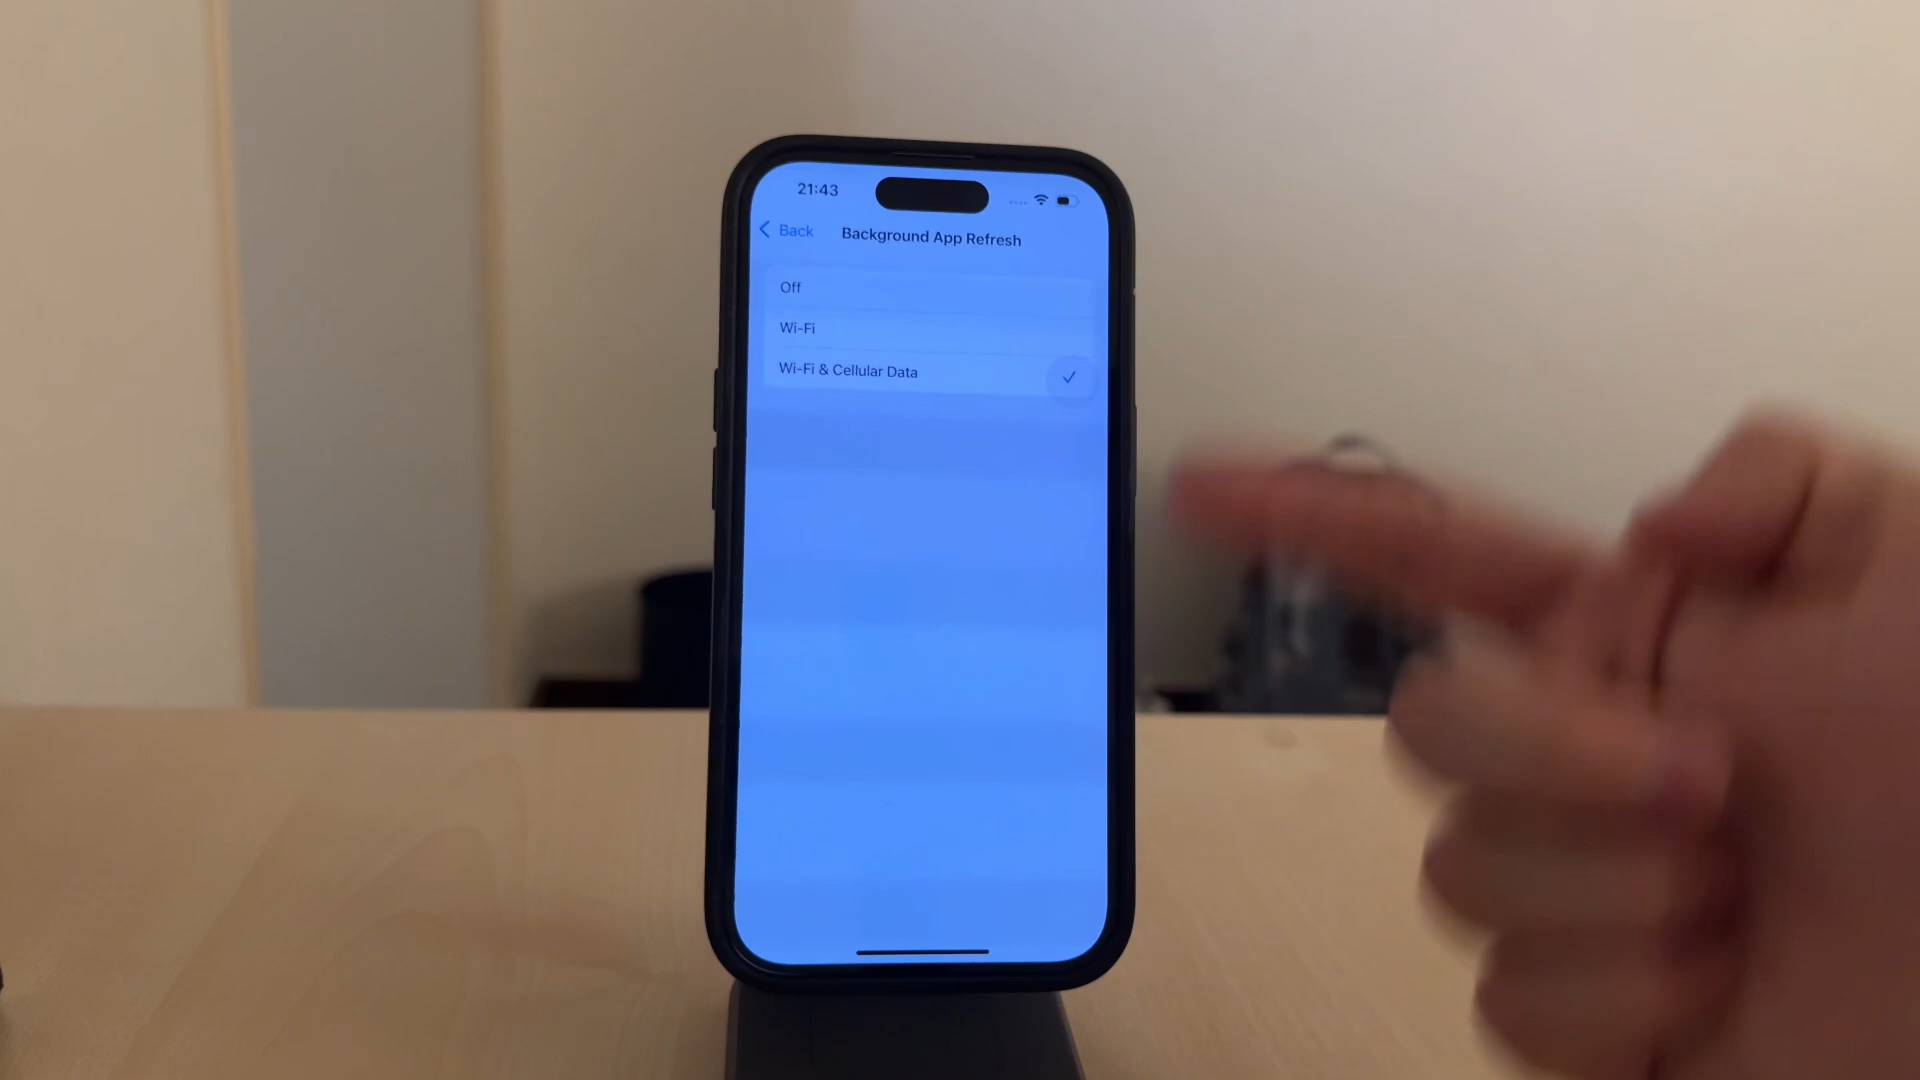 21:43
Back
Background App Refresh
Off
Wi-Fi
Wi-Fi & Cellular Data